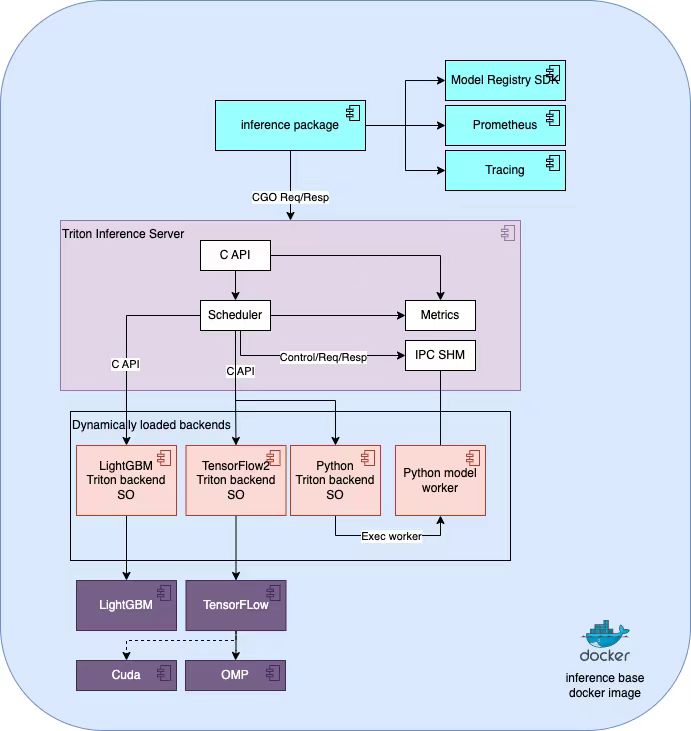 Model Registry SDK
inference package
Prometheus
Tracing
CGO Req/Resp
Triton Inference Server
C API
Scheduler
Metrics
Control/Req/Resp
IPC SHM
C API
C API
Dynamically loaded backends
LightGBM
Triton backend
SO
TensorFlow2
Triton backend
SO
Python
Triton backend
SO
Python model
worker
Exec worker
LightGBM
TensorFLow
Cuda
OMP
docker
inference base
docker image